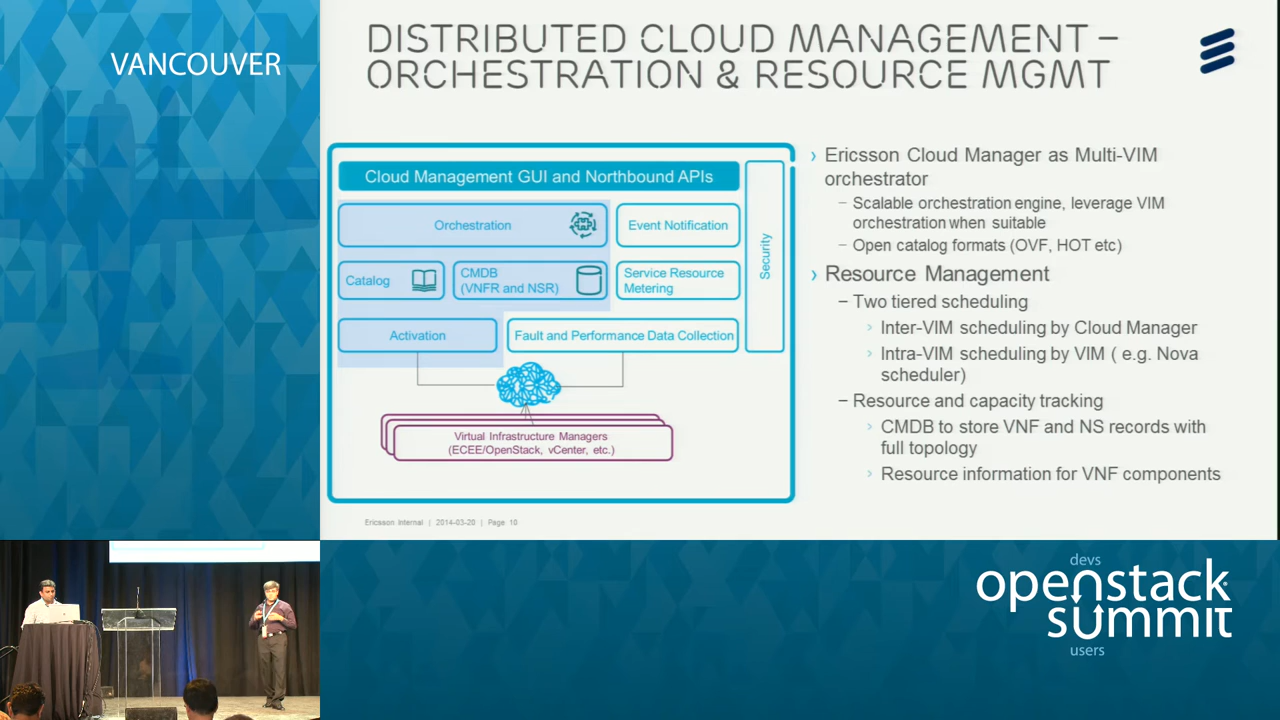 VANCOUVER
DISTRIBUTED CLOUD MANAGEMENT –
ORCHESTRATION & RESOURCE MGMT
Cloud Management GUI and Northbound APIs
Orchestration
Event Notification
Catalog
CMDB
(VNFR and NSR)
Service Resource
Metering
Security
Activation
Fault and Performance Data Collection
Virtual Infrastructure Managers
(ECEE/OpenStack, vCenter, etc.)
Ericsson Internal | 2014-03-20 | Page 10
› Ericsson Cloud Manager as Multi-VIM
orchestrator
– Scalable orchestration engine, leverage VIM
orchestration when suitable
– Open catalog formats (OVF, HOT etc)
› Resource Management
– Two tiered scheduling
› Inter-VIM scheduling by Cloud Manager
› Intra-VIM scheduling by VIM ( e.g. Nova
scheduler)
– Resource and capacity tracking
› CMDB to store VNF and NS records with
full topology
› Resource information for VNF components
devs
openstack
summit
users